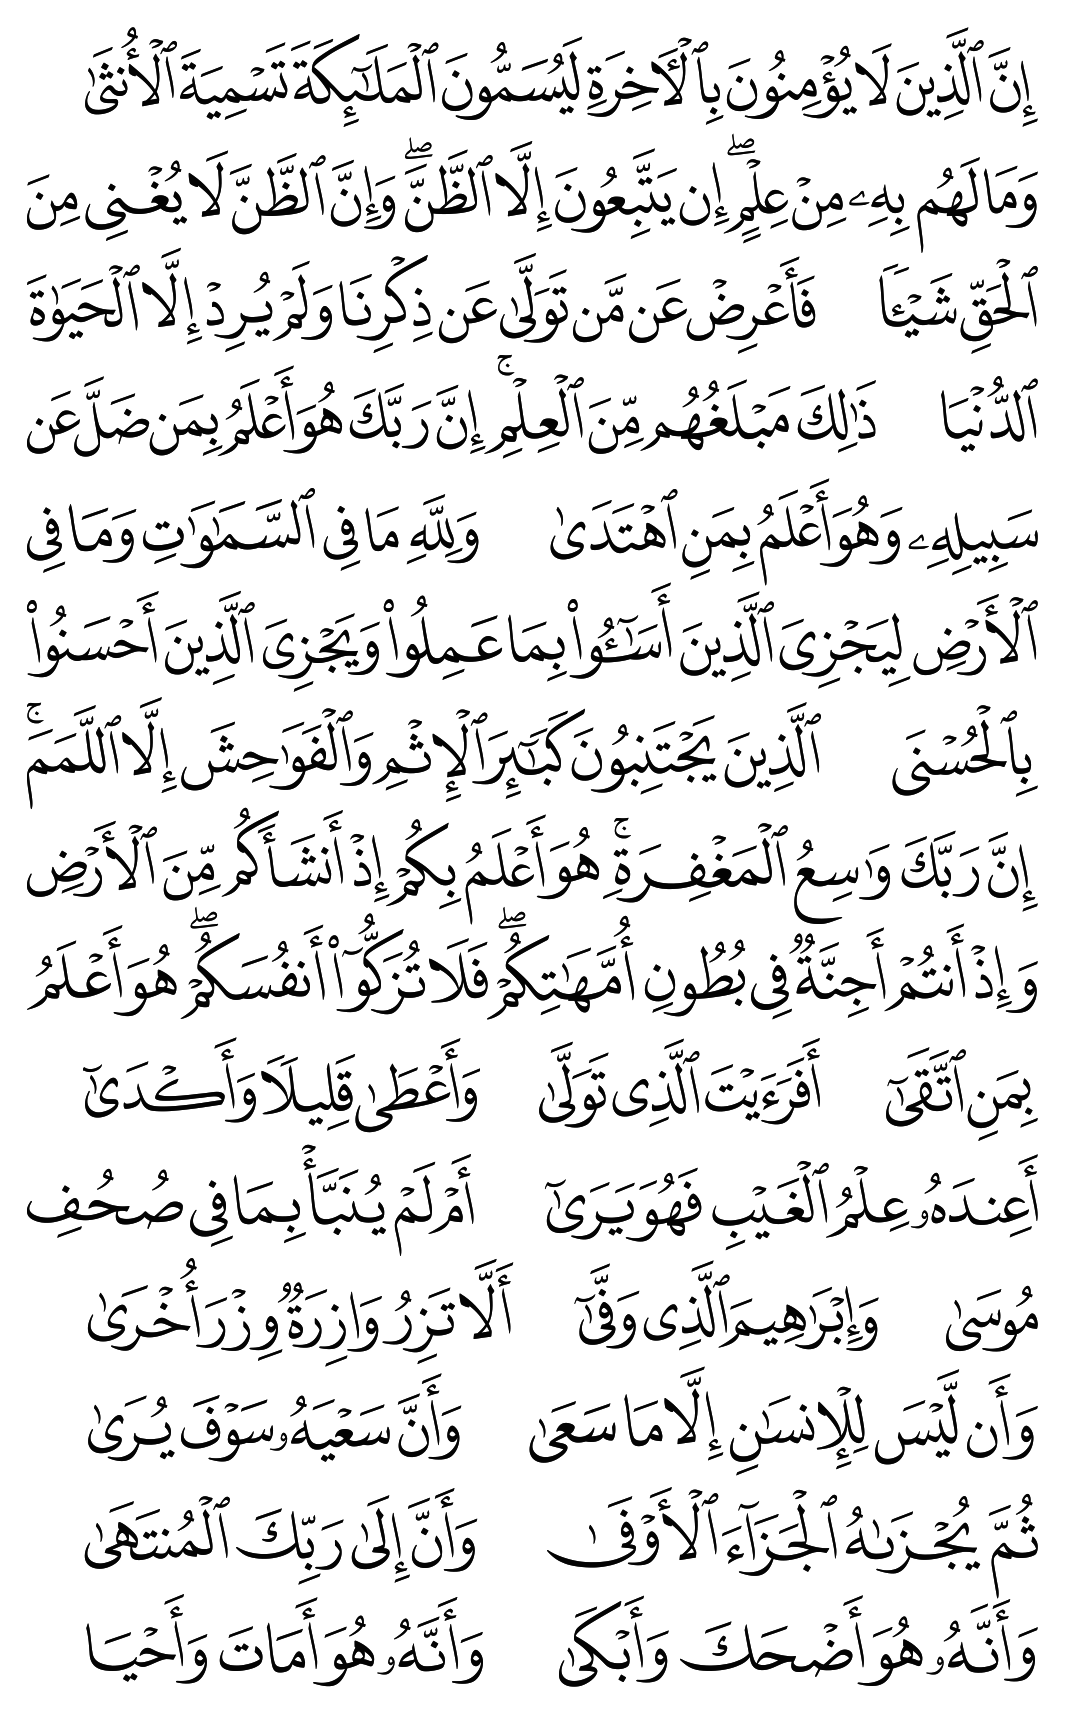 إِنَّ ٱلَّذِينَ لَا يُؤْمِنُونَ بِٱلْـَٔاخِرَةِ لَيُسَمُّونَ ٱلْمَلَـٰٓئِكَةَ تَسْمِيَةَ ٱلْأُنثَىٰ
وَمَا لَهُم بِهِۦ مِنْ عِلْمٍ ۖ إِن يَتَّبِعُونَ إِلَّا ٱلظَّنَّ ۖ وَإِنَّ ٱلظَّنَّ لَا يُغْنِى مِنَ
ٱلْحَقِّ شَيْـًٔا فَأَعْرِضْ عَن مَّن تَوَلَّىٰ عَن ذِكْرِنَا وَلَمْ يُرِدْ إِلَّا ٱلْحَيَوٰةَ
ٱلدُّنْيَا ذَٰلِكَ مَبْلَغُهُم مِّنَ ٱلْعِلْمِ ۚ إِنَّ رَبَّكَ هُوَ أَعْلَمُ بِمَن ضَلَّ عَن
سَبِيلِهِۦ وَهُوَ أَعْلَمُ بِمَنِ ٱهْتَدَىٰ وَلِلَّهِ مَا فِى ٱلسَّمَـٰوَٰتِ وَمَا فِى
ٱلْأَرْضِ لِيَجْزِىَ ٱلَّذِينَ أَسَـٰٓـُٔوا۟ بِمَا عَمِلُوا۟ وَيَجْزِىَ ٱلَّذِينَ أَحْسَنُوا۟
بِٱلْحُسْنَى ٱلَّذِينَ يَجْتَنِبُونَ كَبَـٰٓئِرَ ٱلْإِثْمِ وَٱلْفَوَٰحِشَ إِلَّا ٱللَّمَمَ ۚ
إِنَّ رَبَّكَ وَٰسِعُ ٱلْمَغْفِرَةِ ۚ هُوَ أَعْلَمُ بِكُمْ إِذْ أَنشَأَكُم مِّنَ ٱلْأَرْضِ
وَإِذْ أَنتُمْ أَجِنَّةٌ فِى بُطُونِ أُمَّهَـٰتِكُمْ ۖ فَلَا تُزَكُّوٓا۟ أَنفُسَكُمْ ۖ هُوَ أَعْلَمُ
بِمَنِ ٱتَّقَىٰٓ أَفَرَءَيْتَ ٱلَّذِى تَوَلَّىٰ وَأَعْطَىٰ قَلِيلًا وَأَكْدَىٰٓ
أَعِندَهُۥ عِلْمُ ٱلْغَيْبِ فَهُوَ يَرَىٰٓ أَمْ لَمْ يُنَبَّأْ بِمَا فِى صُحُفِ
مُوسَىٰ وَإِبْرَٰهِيمَ ٱلَّذِى وَفَّىٰٓ أَلَّا تَزِرُ وَازِرَةٌ وِزْرَ أُخْرَىٰ
وَأَن لَّيْسَ لِلْإِنسَـٰنِ إِلَّا مَا سَعَىٰ وَأَنَّ سَعْيَهُۥ سَوْفَ يُرَىٰ
ثُمَّ يُجْزَىٰهُ ٱلْجَزَآءَ ٱلْأَوْفَىٰ وَأَنَّ إِلَىٰ رَبِّكَ ٱلْمُنتَهَىٰ
وَأَنَّهُۥ هُوَ أَضْحَكَ وَأَبْكَىٰ وَأَنَّهُۥ هُوَ أَمَاتَ وَأَحْيَا